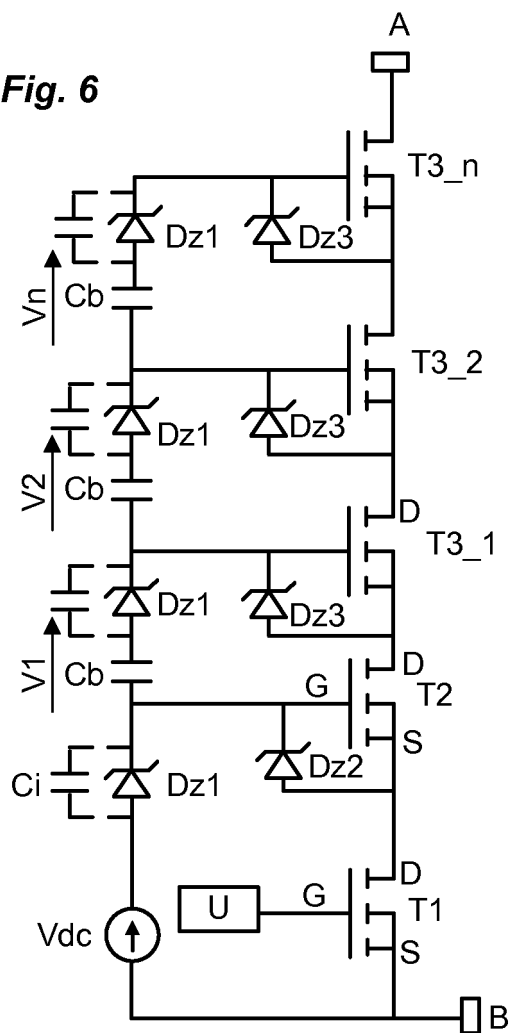 A
Fig. 6
T3_n
Dz1
Dz3
Vn
Cb
T3_2
Dz1
Dz3
V2
Cb
D
T3_1
Dz1
Dz3
V1
Cb
D
G
T2
S
Ci
Dz1
Dz2
D
U
G
T1
Vdc
S
B